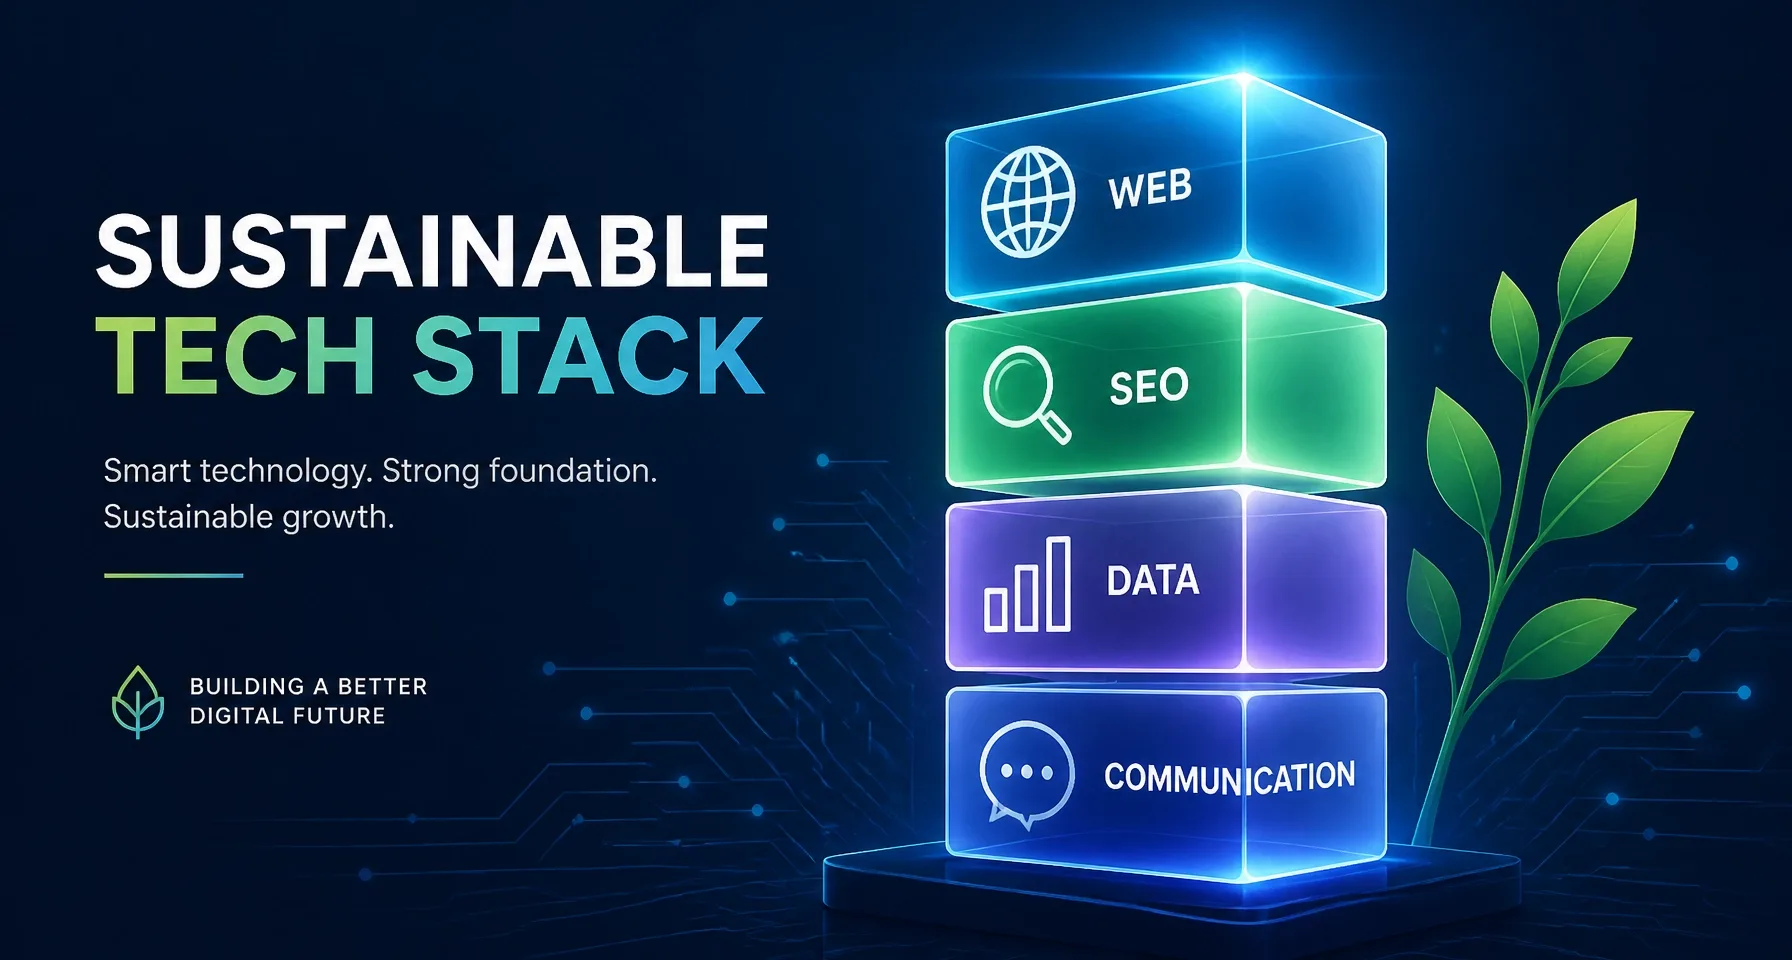 SUSTAINABLE
TECH STACK
Smart technology. Strong foundation.
Sustainable growth.
BUILDING A BETTER
DIGITAL FUTURE
WEB
SEO
DATA
COMMUNICATION